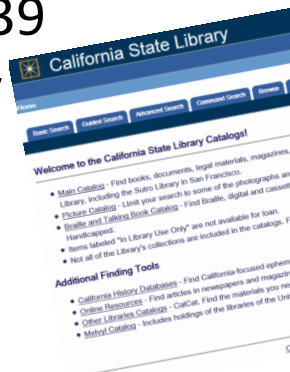 39
California State Library
Home
Basic Search Guided Search Advanced Search Command Search Browse
Welcome to the California State Library Catalogs!
• Main Catalog - Find books, documents, legal materials, magazines,
Library, including the Sutro Library in San Francisco.
• Picture Catalog - Limit your search to some of the photographs an
• Braille and Talking Book Catalog - Find Braille, digital and cassett
Handicapped.
• Items labeled "In Library Use Only" are not available for loan.
• Not all of the Library's collections are included in the catalogs. F
Additional Finding Tools
• California History Databases - Find California-focused ephem
• Online Resources - Find articles in newspapers and magazin
• Other Libraries Catalogs - CalCat. Find the materials you ne
• Melvyl Catalog - Includes holdings of the libraries of the Uni